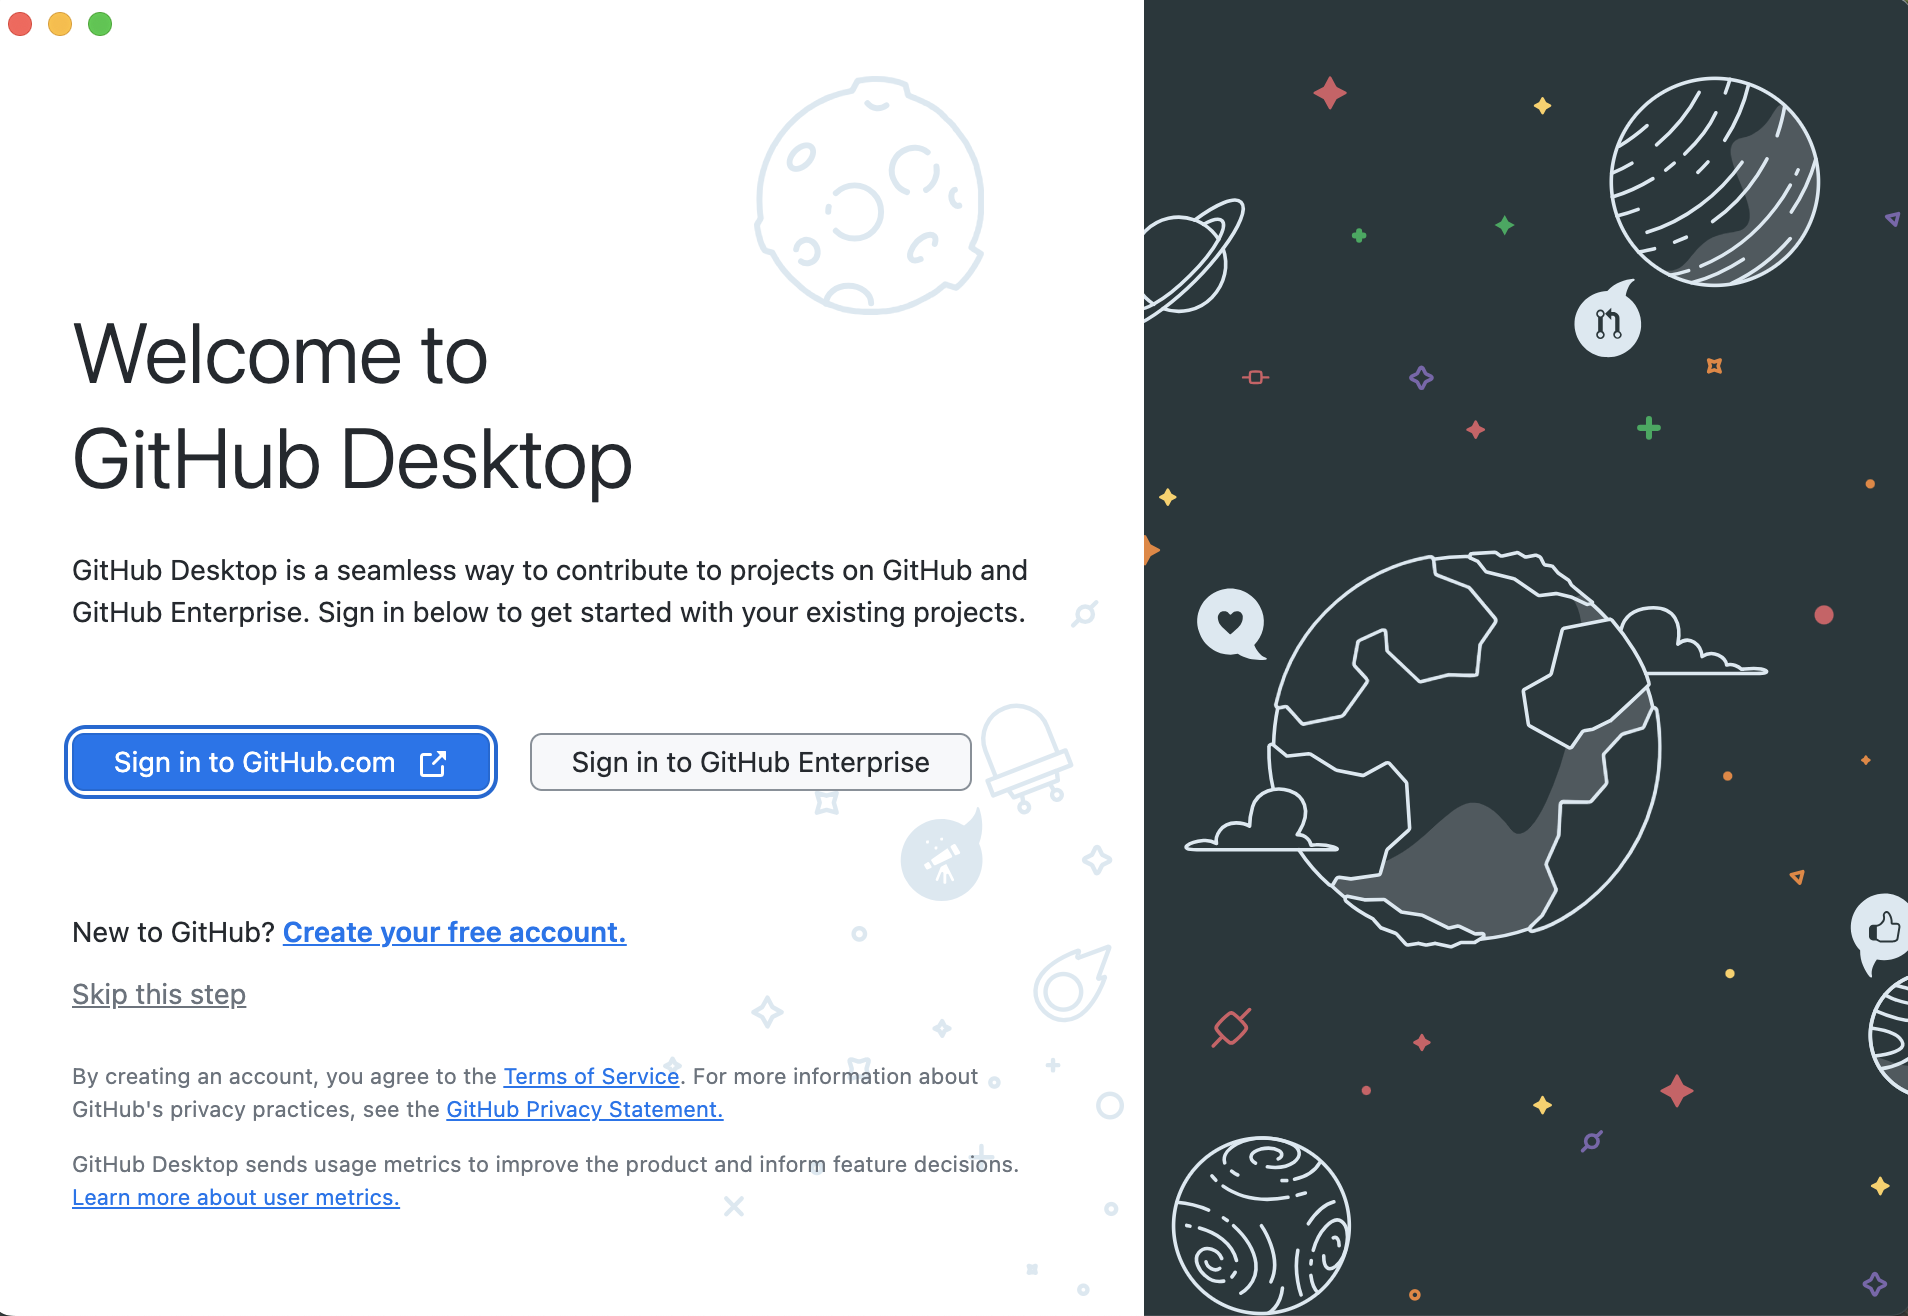 Welcome to
GitHub Desktop
GitHub Desktop is a seamless way to contribute to projects on GitHub and
GitHub Enterprise. Sign in below to get started with your existing projects.
Sign in to GitHub.com
Sign in to GitHub Enterprise
New to GitHub? Create your free account.
Skip this step
By creating an account, you agree to the Terms of Service. For more information about
GitHub's privacy practices, see the GitHub Privacy Statement.
GitHub Desktop sends usage metrics to improve the product and inform feature decisions.
Learn more about user metrics.